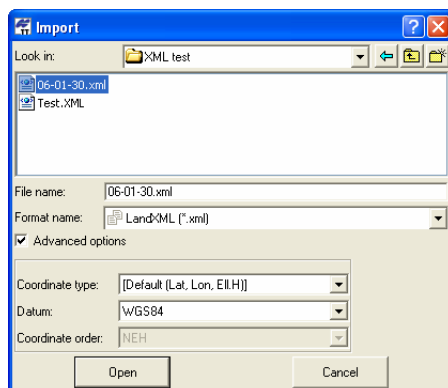 Import
Look in: XML test
06-01-30.xml
Test.XML
File name: 06-01-30.xml
Format name: LandXML (*.xml)
Advanced options
Coordinate type: [Default (Lat, Lon, Ell.H)]
Datum: WGS84
Coordinate order: NEH
Open Cancel